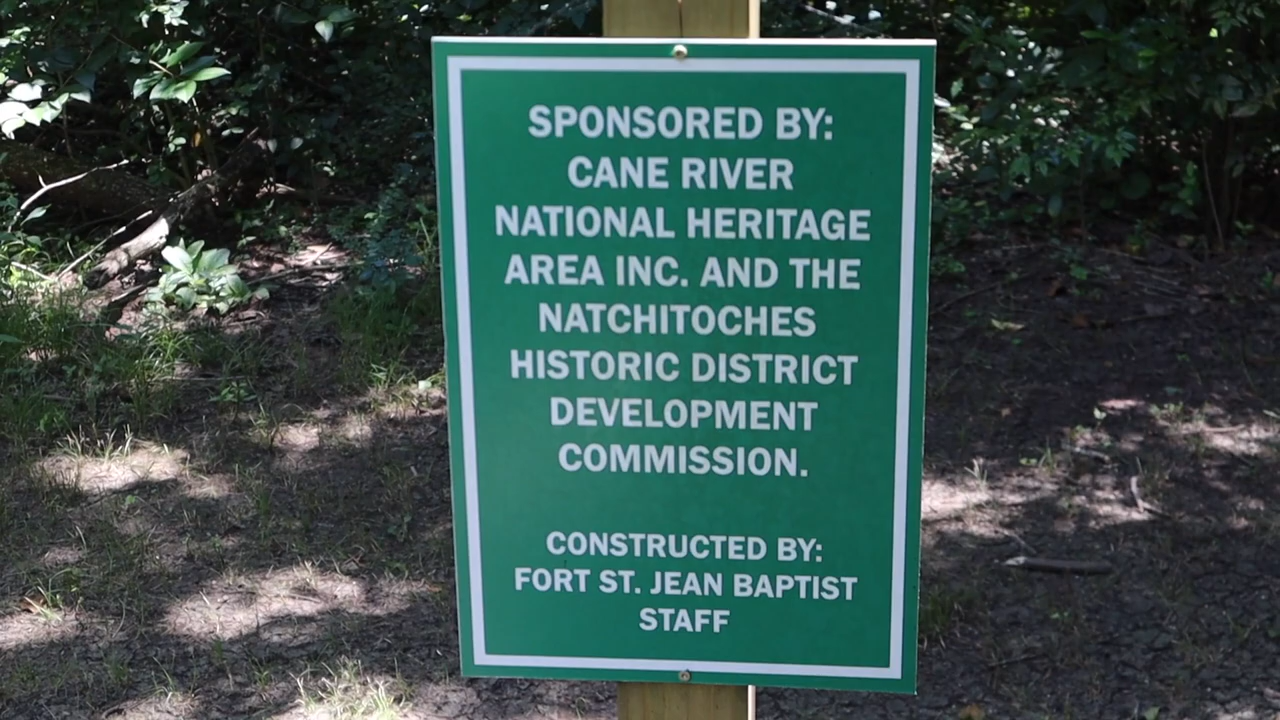 SPONSORED BY:
CANE RIVER
NATIONAL HERITAGE
AREA INC. AND THE
NATCHITOCHES
HISTORIC DISTRICT
DEVELOPMENT
COMMISSION.
CONSTRUCTED BY:
FORT ST. JEAN BAPTIST
STAFF